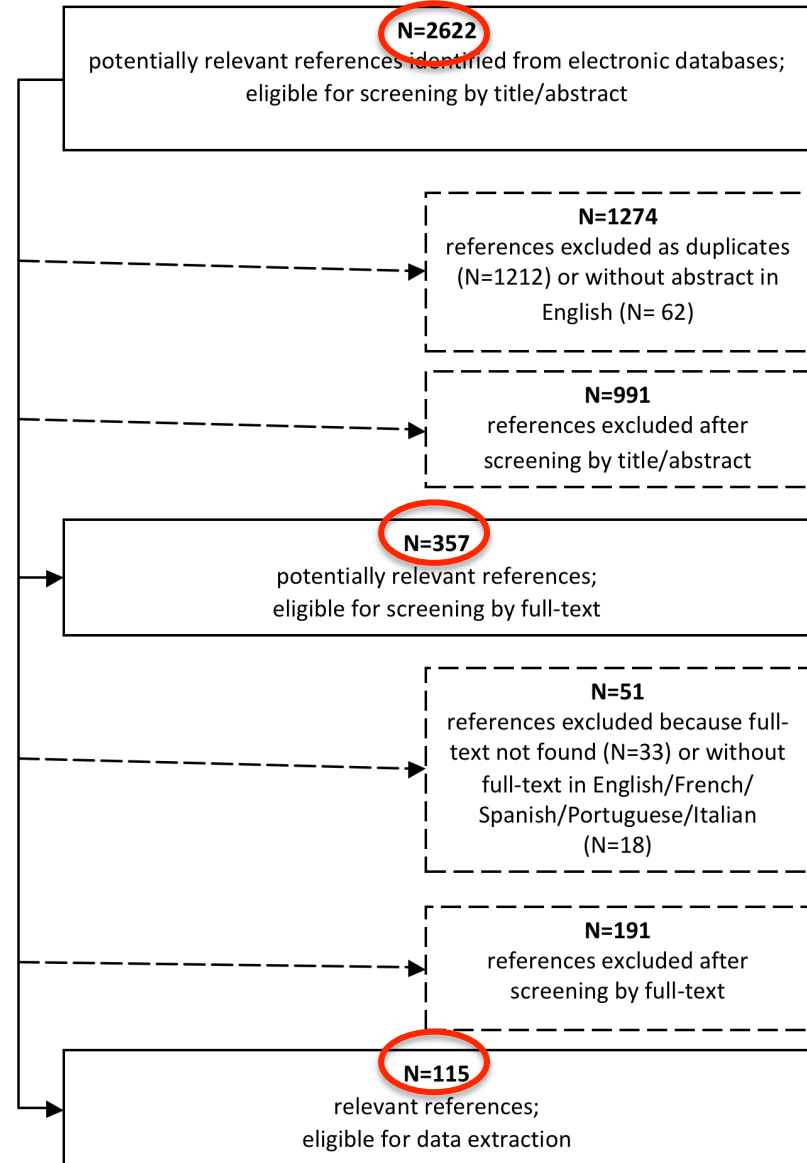 N=2622
potentially relevant references identified from electronic databases;
eligible for screening by title/abstract
N=1274
references excluded as duplicates
(N=1212) or without abstract in
English (N= 62)
N=991
references excluded after
screening by title/abstract
N=357
potentially relevant references;
eligible for screening by full-text
N=51
references excluded because full-
text not found (N=33) or without
full-text in English/French/
Spanish/Portuguese/Italian
(N=18)
N=191
references excluded after
screening by full-text
N=115
relevant references;
eligible for data extraction